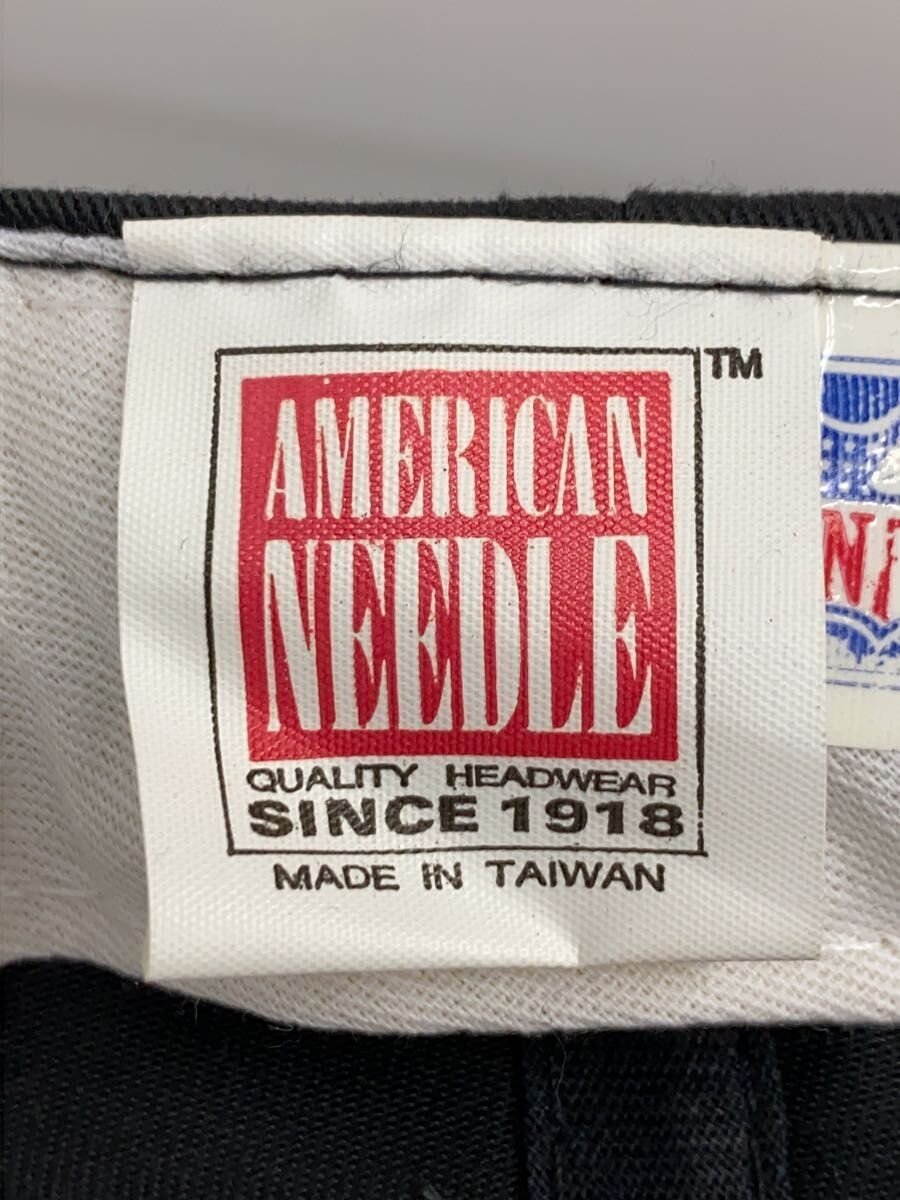 AMERICAN
NEEDLE
TM
QUALITY HEADWEAR
SINCE 1918
MADE IN TAIWAN